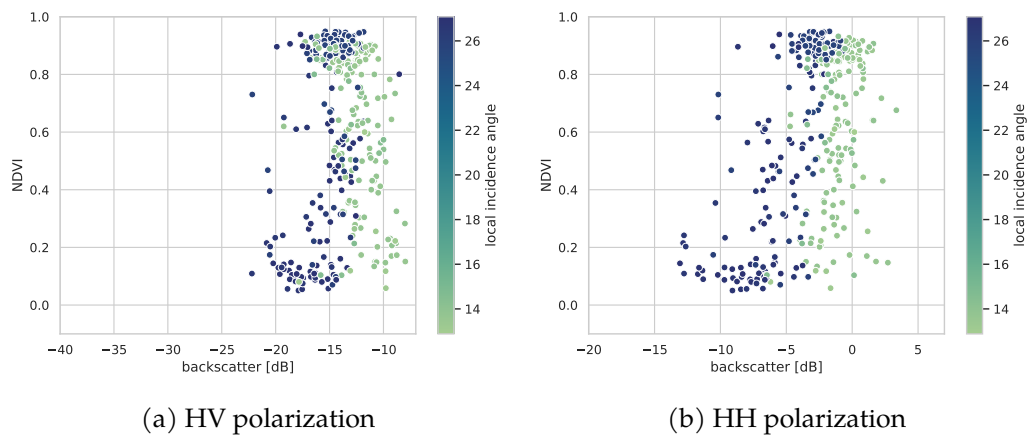 1.0
0.8
0.6
0.4
0.2
0.0
NDVI
−40 −35 −30 −25 −20 −15 −10
backscatter [dB]
26
24
22
20
18
16
14
local incidence angle
(a) HV polarization
1.0
0.8
0.6
0.4
0.2
0.0
NDVI
−20 −15 −10 −5 0 5
backscatter [dB]
26
24
22
20
18
16
14
local incidence angle
(b) HH polarization